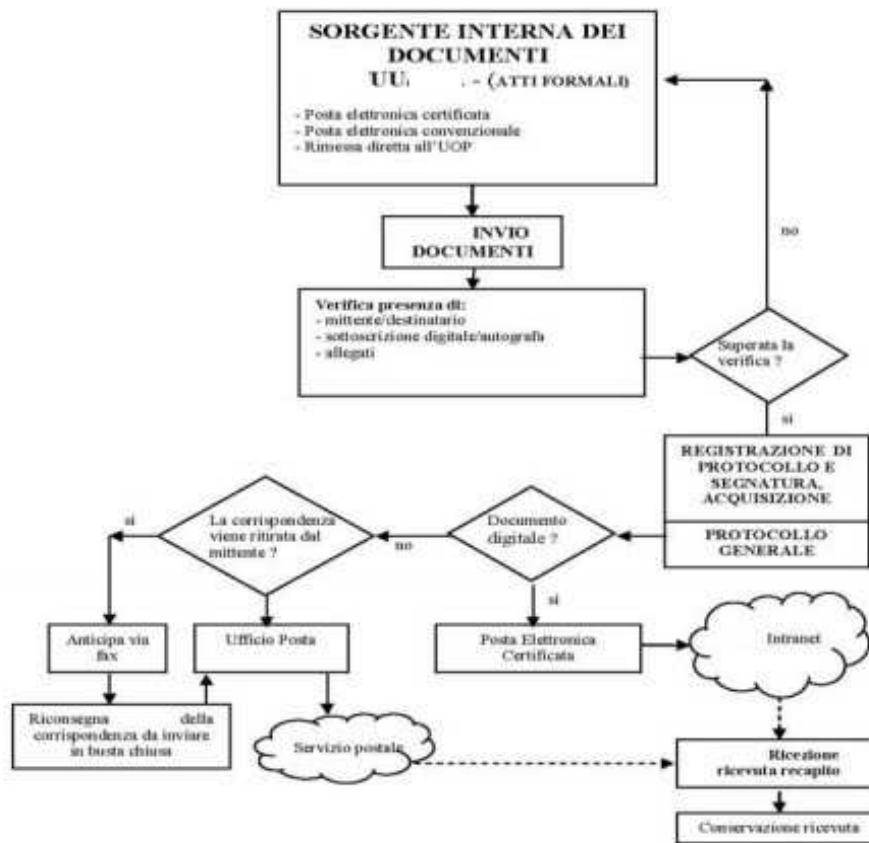 SORGENTE INTERNA DEI
DOCUMENTI
- (ATTI FORMALI)
- Posta elettronica certificata
- Posta elettronica convenzionale
- Rimessa diretta all'UOP
INVIO
DOCUMENTI
no
Verifica presenza di:
- mittente/destinatario
- sottoscrizione digitale/autografa
- allegati
Superata la
verifica ?
si
REGISTRAZIONE DI
PROTOCOLLO E
SEGNATURA,
ACQUISIZIONE
PROTOCOLLO
GENERALE
Documento
digitale ?
no
si
La corrispondenza
viene ritirata dal
mittente ?
si
Anticipa via
fax
Ufficio Posta
Posta Elettronica
Certificata
Intranet
Riconsegna della
corrispondenza da inviare
in busta chiusa
Servizio postale
Ricezione
ricevuta recapito
Conservazione ricevuta